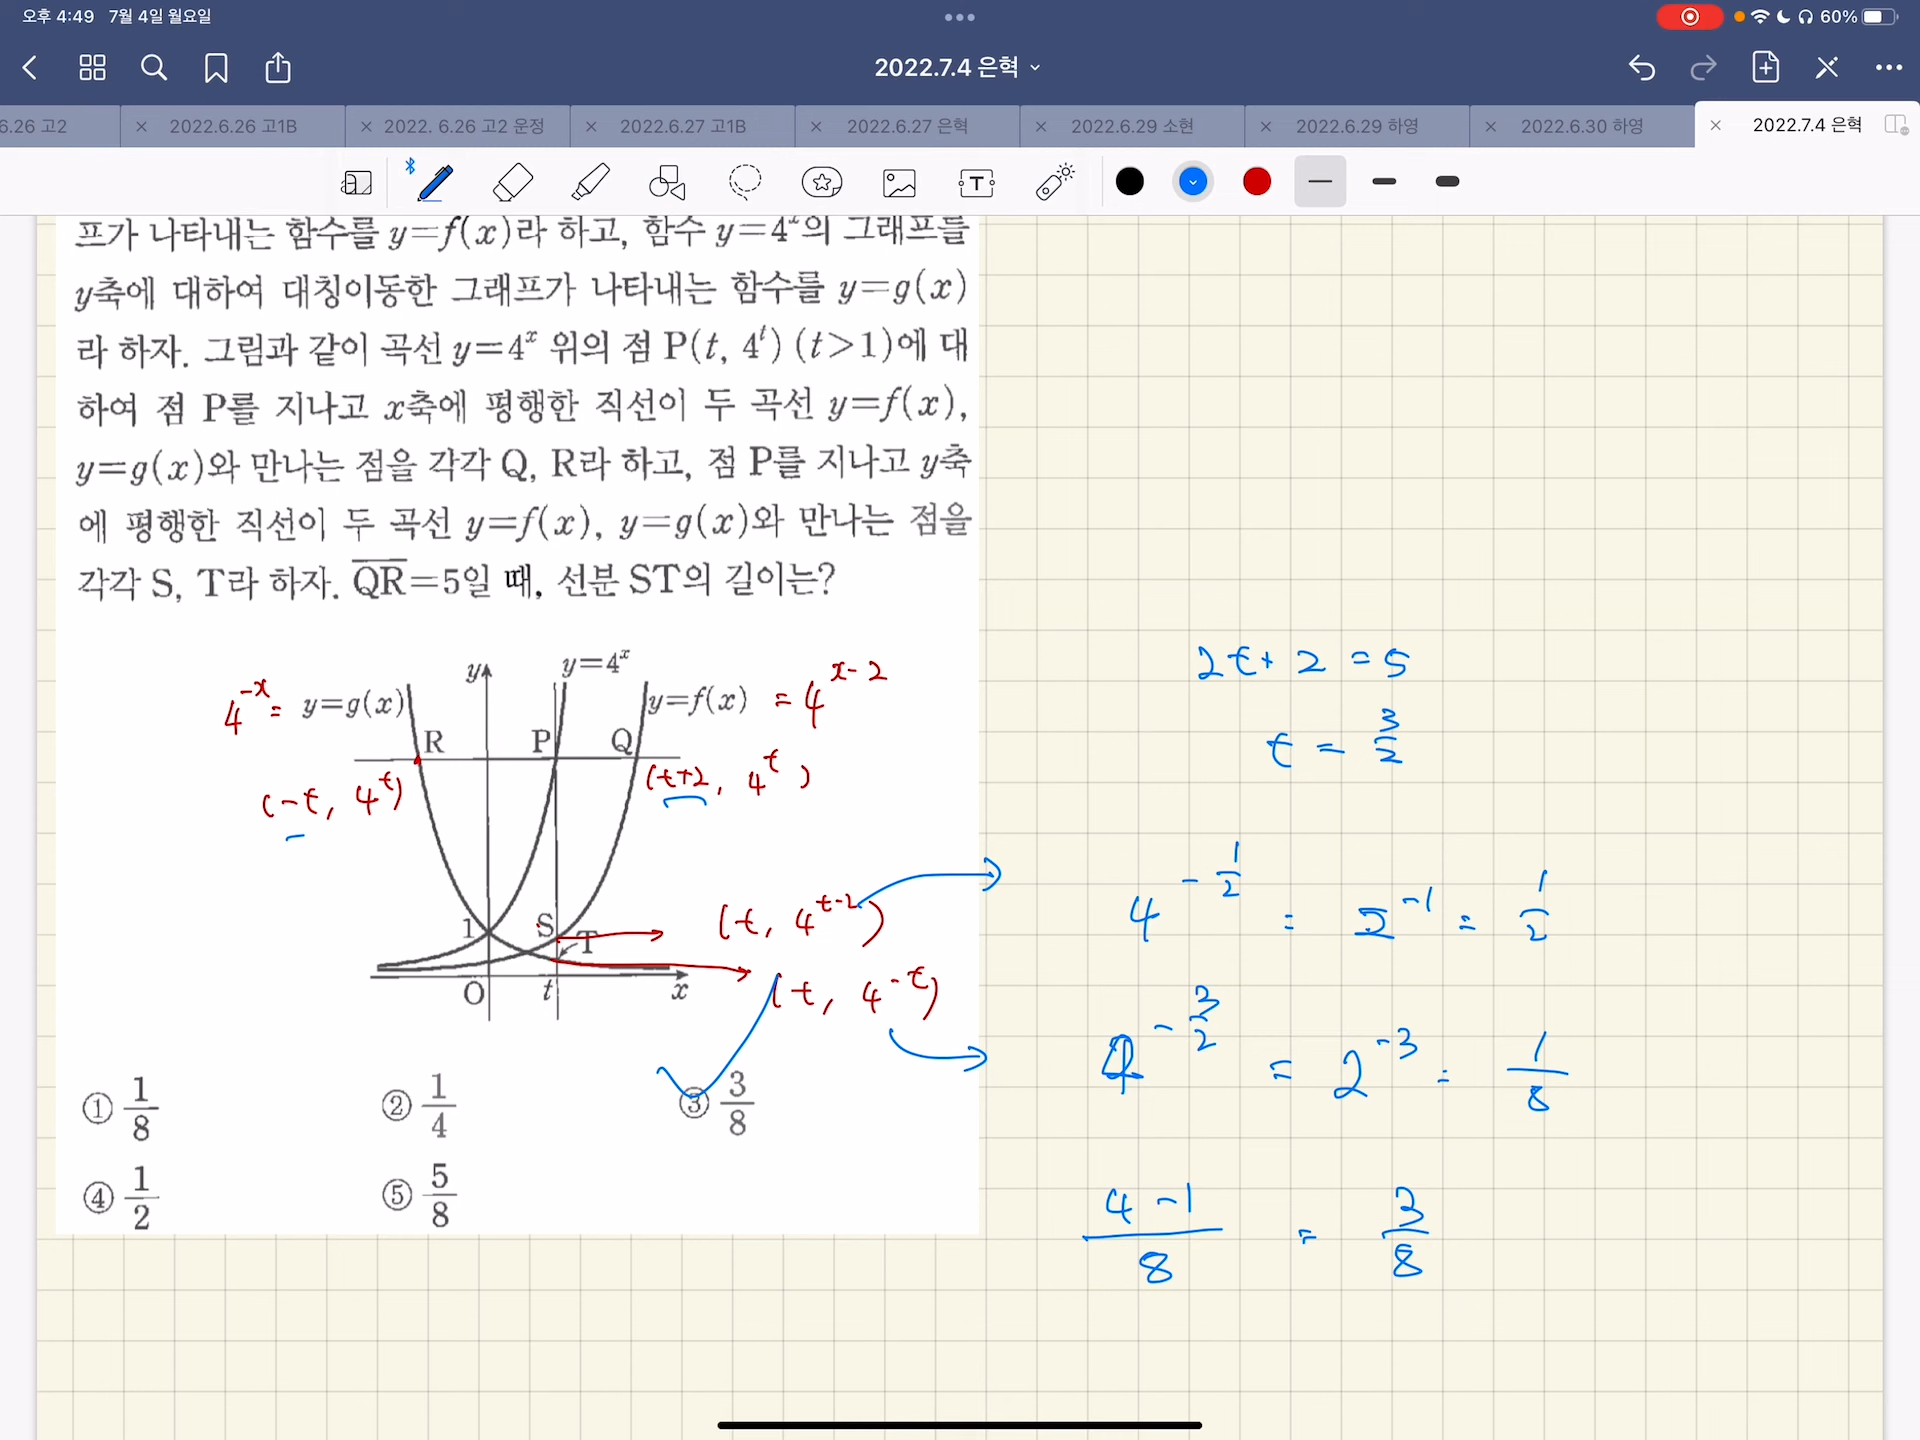 오후 4:49 7월 4일 월요일
60%
2022.7.4 은혁
6.26 고2
2022.6.26 고1B
2022. 6.26 고2 운정
2022.6.27 고1B
2022.6.27 은혁
2022.6.29 소현
2022.6.29 하영
2022.6.30 하영
2022.7.4 은혁
프가 나타내는 함수를 y=f(x)라 하고, 함수 y=4^x의 그래프를
y축에 대하여 대칭이동한 그래프가 나타내는 함수를 y=g(x)
라 하자. 그림과 같이 곡선 y=4^x 위의 점 P(t, 4^t) (t>1)에 대
하여 점 P를 지나고 x축에 평행한 직선이 두 곡선 y=f(x),
y=g(x)와 만나는 점을 각각 Q, R라 하고, 점 P를 지나고 y축
에 평행한 직선이 두 곡선 y=f(x), y=g(x)와 만나는 점을
각각 S, T라 하자. \overline{QR}=5일 때, 선분 ST의 길이는?
y y=4^x
4^{-x} = y=g(x) y=f(x) = 4^{x-2}
R P Q
(-t, 4^t) (t+2, 4^t)
1 S T (t, 4^{t-2})
O t x (t, 4^{-t})
① 1/8 ② 1/4 ③ 3/8
④ 1/2 ⑤ 5/8
2t+2=5
t = 3/2
4^{-1/2} = 2^{-1} = 1/2
4^{-3/2} = 2^{-3} = 1/8
4-1/8 = 3/8